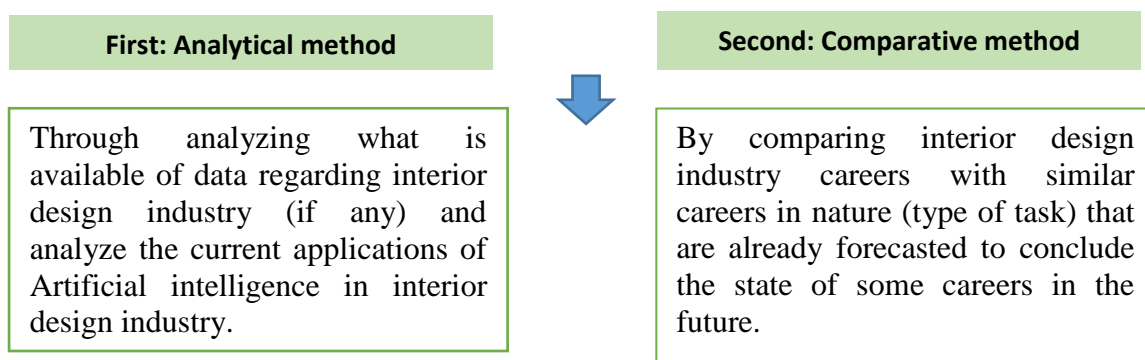 First: Analytical method
Through analyzing what is
available of data regarding interior
design industry (if any) and
analyze the current applications of
Artificial intelligence in interior
design industry.
Second: Comparative method
By comparing interior design
industry careers with similar
careers in nature (type of task) that
are already forecasted to conclude
the state of some careers in the
future.